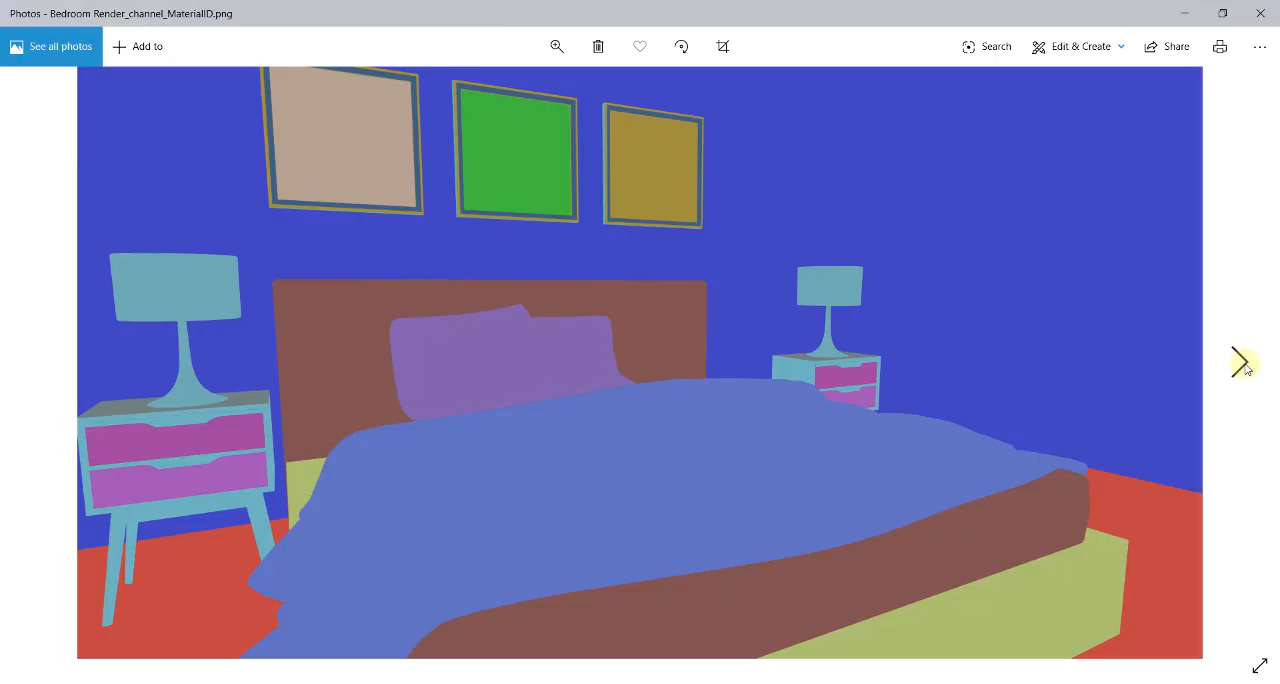 Photos - Bedroom Render_channel_MaterialID.png
See all photos
Add to
Search
Edit & Create
Share